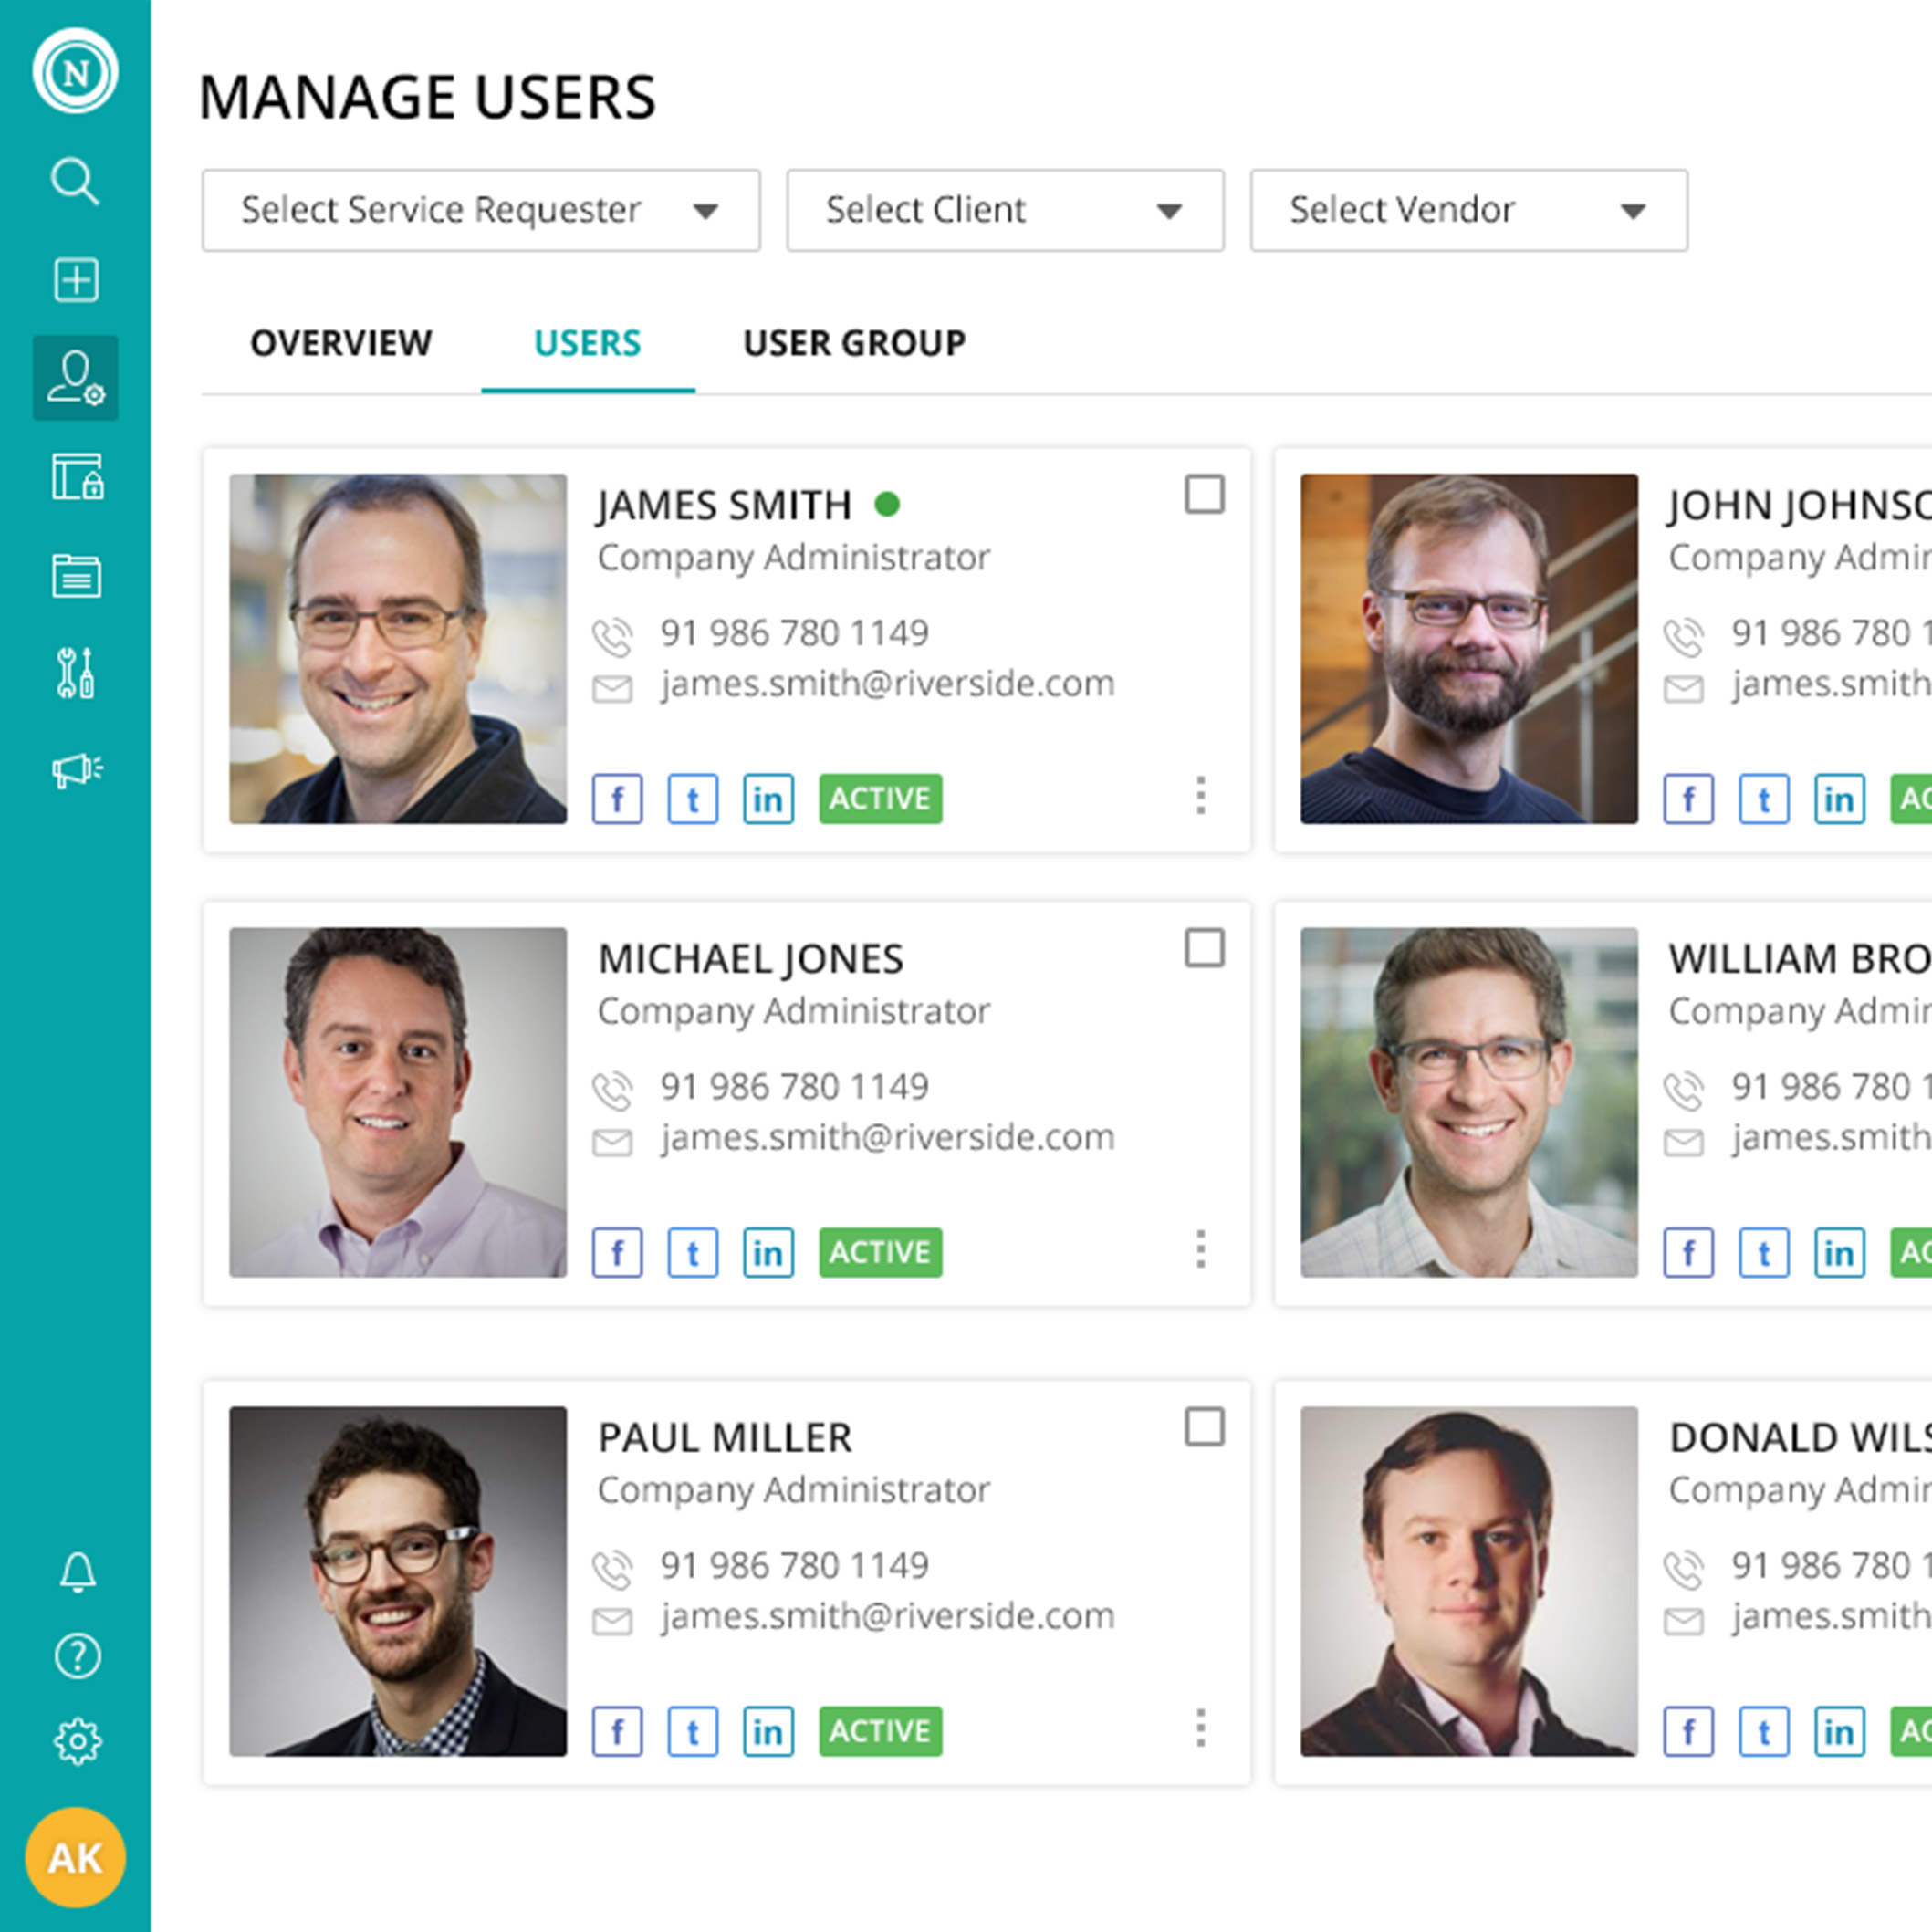 N
MANAGE USERS
Select Service Requester
Select Client
Select Vendor
OVERVIEW
USERS
USER GROUP
JAMES SMITH
Company Administrator
91 986 780 1149
james.smith@riverside.com
f
t
in
ACTIVE
JOHN JOHNSO
Company Admin
91 986 780 1
james.smith
f
t
in
AC
MICHAEL JONES
Company Administrator
91 986 780 1149
james.smith@riverside.com
f
t
in
ACTIVE
WILLIAM BRO
Company Admin
91 986 780 1
james.smith
f
t
in
AC
PAUL MILLER
Company Administrator
91 986 780 1149
james.smith@riverside.com
f
t
in
ACTIVE
DONALD WILS
Company Admin
91 986 780 1
james.smith
f
t
in
AC
?
AK